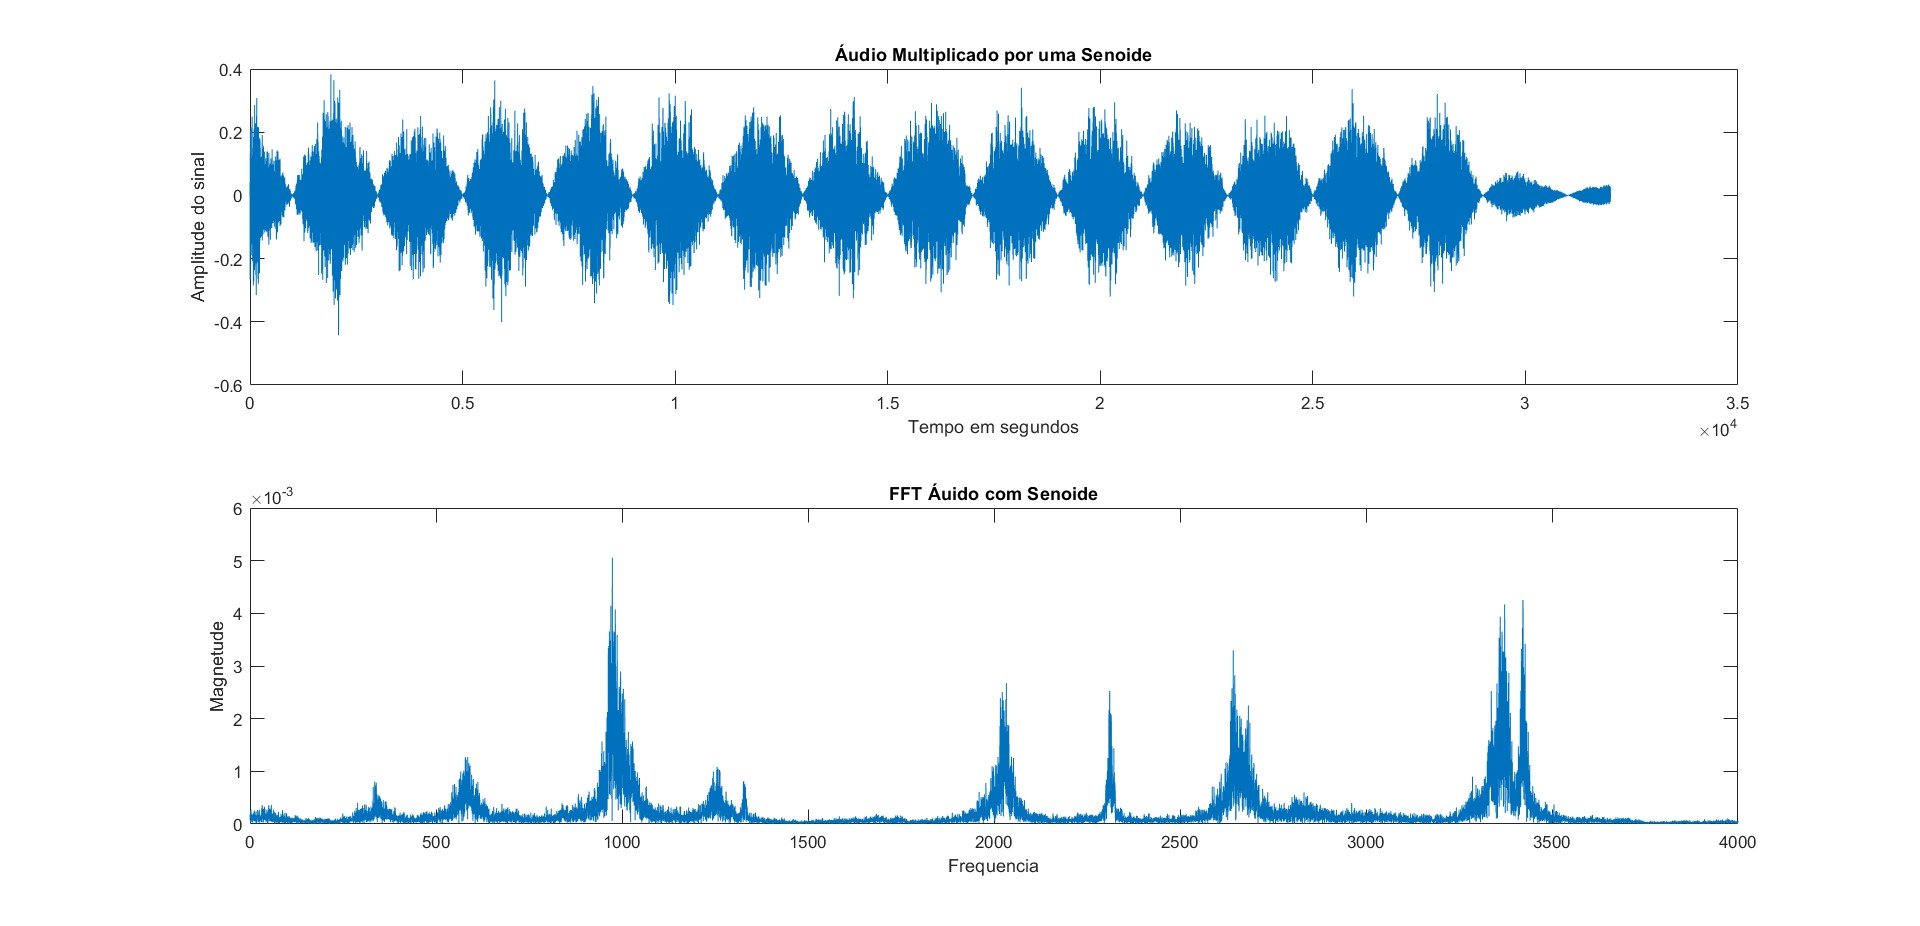 Áudio Multiplicado por uma Senoide
0.4
0.2
0
-0.2
-0.4
-0.6
Amplitude do sinal
0 0.5 1 1.5 2 2.5 3 3.5
Tempo em segundos
×10^4
FFT Áuido com Senoide
×10^-3
6
5
4
3
2
1
0
Magnetude
0 500 1000 1500 2000 2500 3000 3500 4000
Frequencia